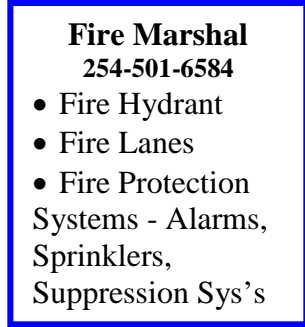 Fire Marshal
254-501-6584
• Fire Hydrant
• Fire Lanes
• Fire Protection
Systems - Alarms,
Sprinklers,
Suppression Sys’s